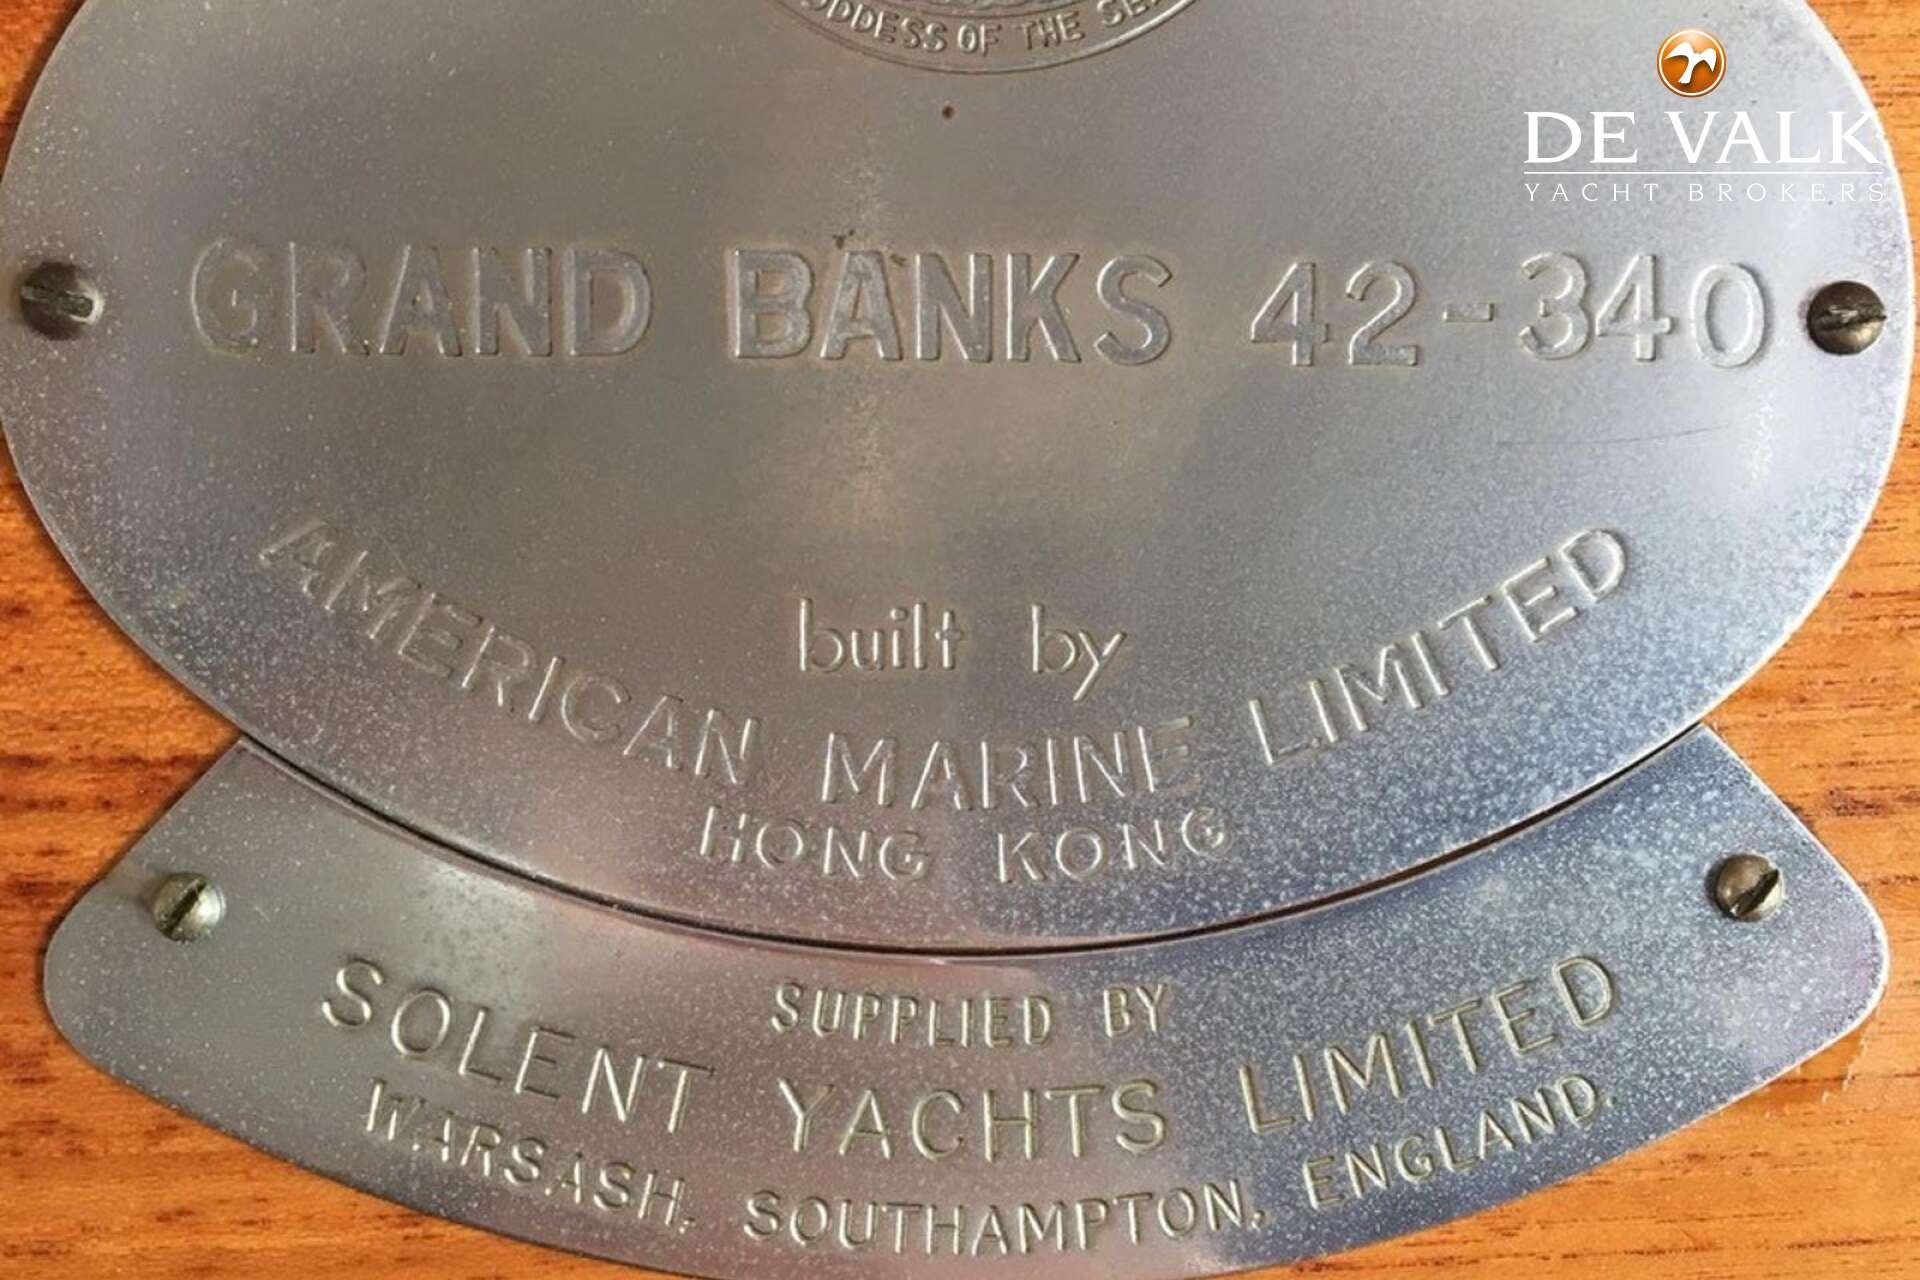 ODDESS OF THE SE
DE VALK
YACHT BROKERS
GRAND BANKS 42-340
built by
AMERICAN MARINE LIMITED
HONG KONG
SUPPLIED BY
SOLENT YACHTS LIMITED
WARSASH, SOUTHAMPTON, ENGLAND.